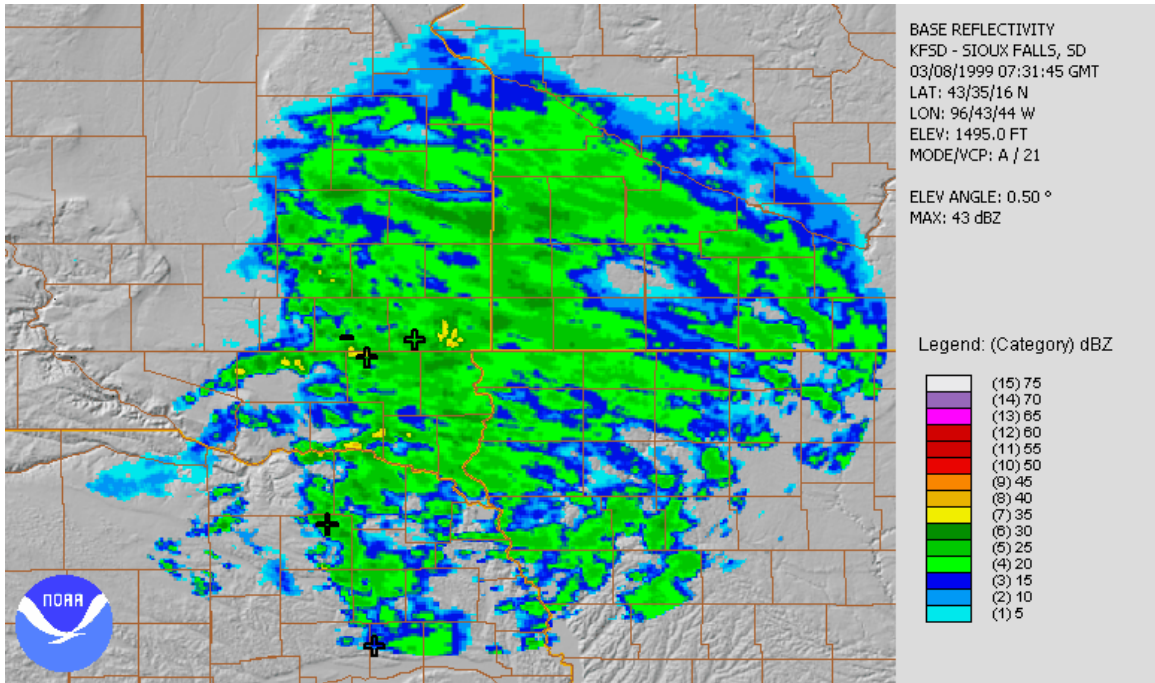 BASE REFLECTIVITY
KFSD - SIOUX FALLS, SD
03/08/1999 07:31:45 GMT
LAT: 43/35/16 N
LON: 96/43/44 W
ELEV: 1495.0 FT
MODE/VCP: A / 21
ELEV ANGLE: 0.50 °
MAX: 43 dBZ
Legend: (Category) dBZ
(15) 75
(14) 70
(13) 65
(12) 60
(11) 55
(10) 50
(9) 45
(8) 40
(7) 35
(6) 30
(5) 25
(4) 20
(3) 15
(2) 10
(1) 5
NOAA